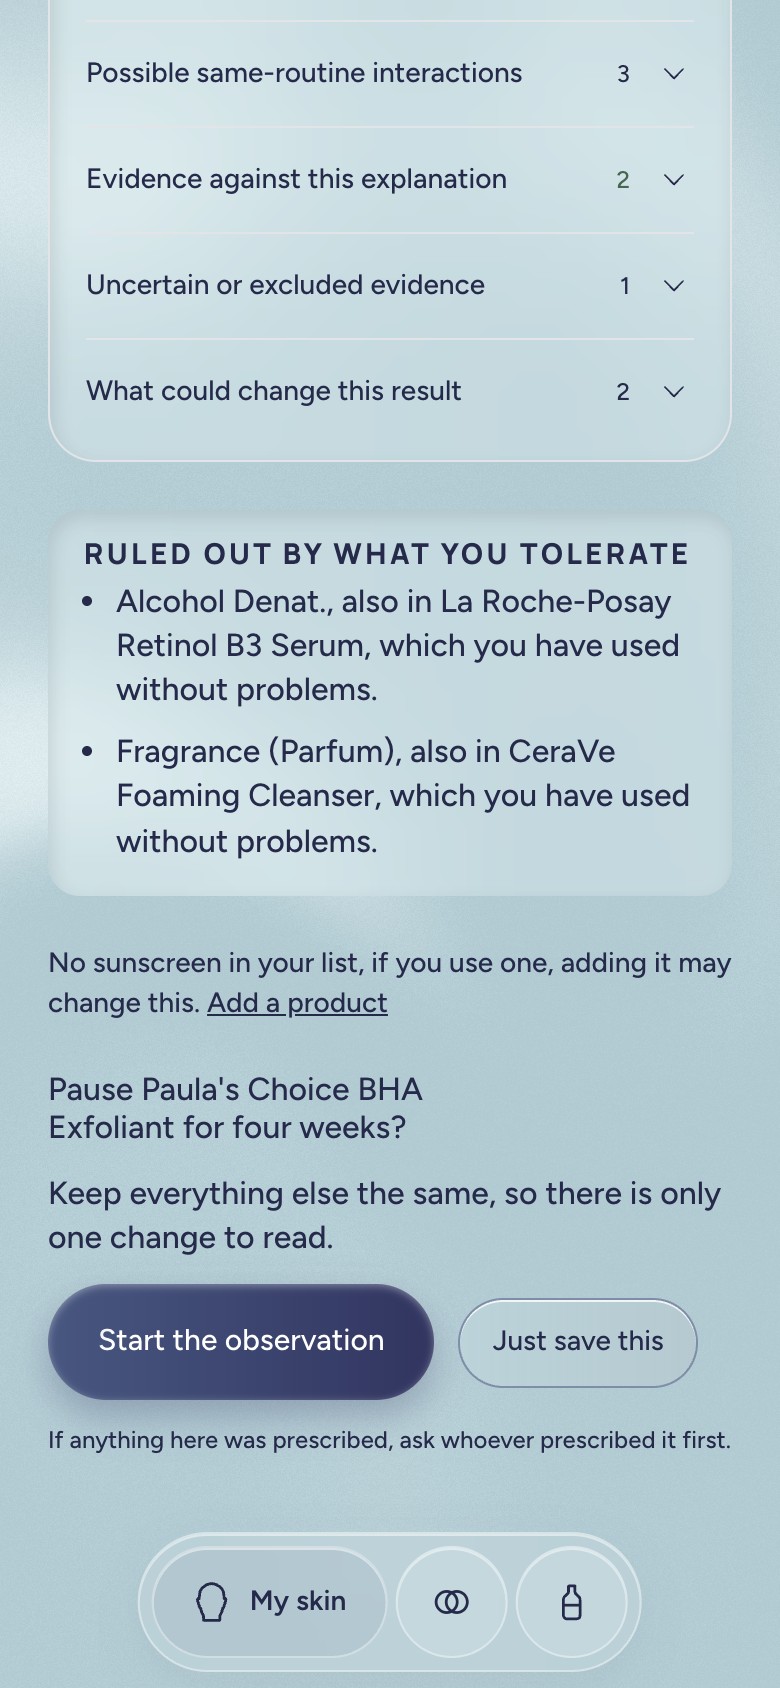 Possible same-routine interactions 3
Evidence against this explanation 2
Uncertain or excluded evidence 1
What could change this result 2
RULED OUT BY WHAT YOU TOLERATE
• Alcohol Denat., also in La Roche-Posay
Retinol B3 Serum, which you have used
without problems.
• Fragrance (Parfum), also in CeraVe
Foaming Cleanser, which you have used
without problems.
No sunscreen in your list, if you use one, adding it may
change this. Add a product
Pause Paula's Choice BHA
Exfoliant for four weeks?
Keep everything else the same, so there is only
one change to read.
Start the observation
Just save this
If anything here was prescribed, ask whoever prescribed it first.
My skin